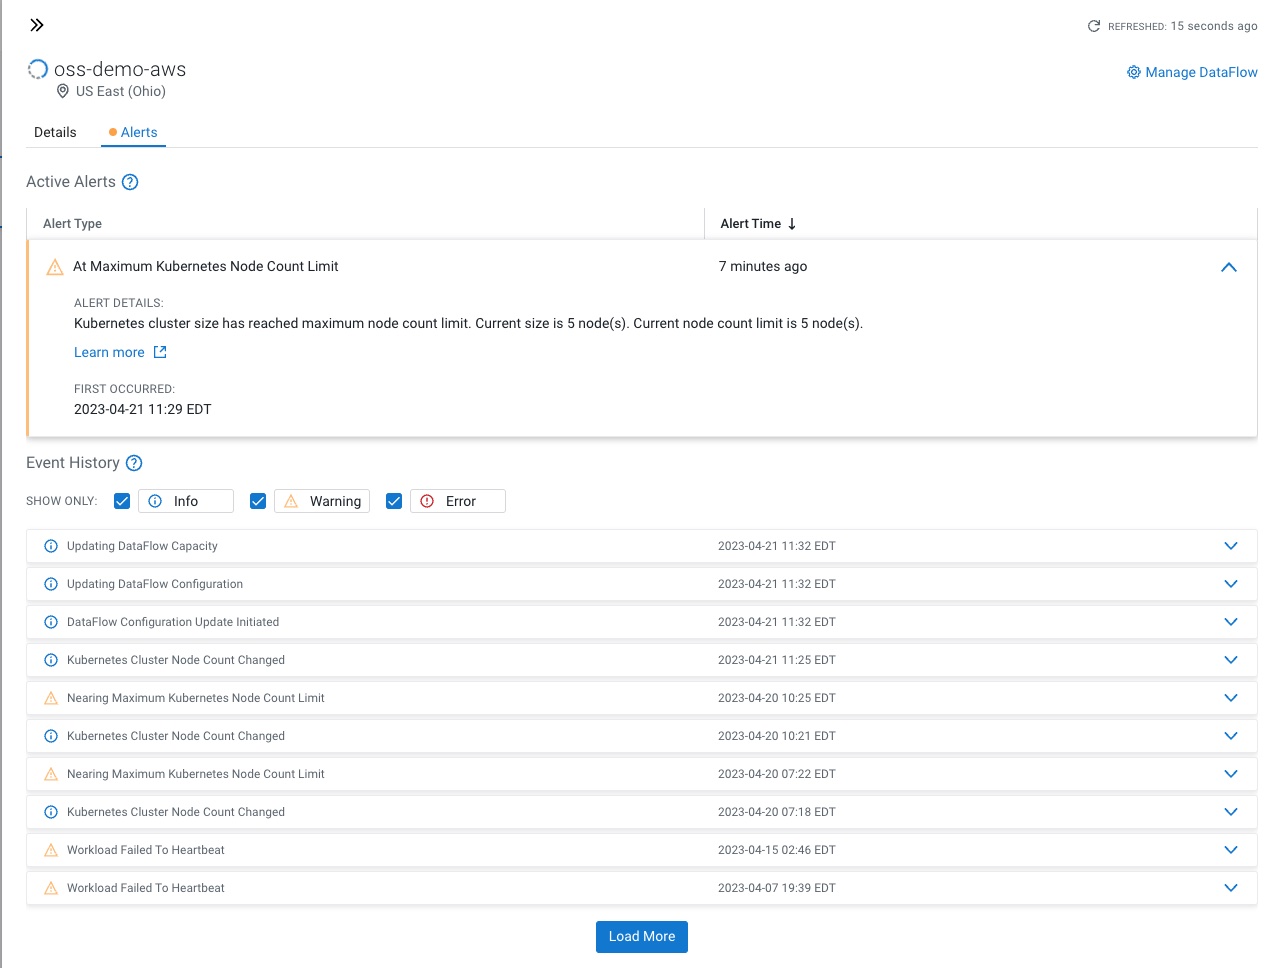 REFRESHED: 15 seconds ago
oss-demo-aws
Manage DataFlow
US East (Ohio)
Details Alerts
Active Alerts
Alert Type Alert Time
At Maximum Kubernetes Node Count Limit 7 minutes ago
ALERT DETAILS:
Kubernetes cluster size has reached maximum node count limit. Current size is 5 node(s). Current node count limit is 5 node(s).
Learn more
FIRST OCCURRED:
2023-04-21 11:29 EDT
Event History
SHOW ONLY: Info Warning Error
Updating DataFlow Capacity 2023-04-21 11:32 EDT
Updating DataFlow Configuration 2023-04-21 11:32 EDT
DataFlow Configuration Update Initiated 2023-04-21 11:32 EDT
Kubernetes Cluster Node Count Changed 2023-04-21 11:25 EDT
Nearing Maximum Kubernetes Node Count Limit 2023-04-20 10:25 EDT
Kubernetes Cluster Node Count Changed 2023-04-20 10:21 EDT
Nearing Maximum Kubernetes Node Count Limit 2023-04-20 07:22 EDT
Kubernetes Cluster Node Count Changed 2023-04-20 07:18 EDT
Workload Failed To Heartbeat 2023-04-15 02:46 EDT
Workload Failed To Heartbeat 2023-04-07 19:39 EDT
Load More